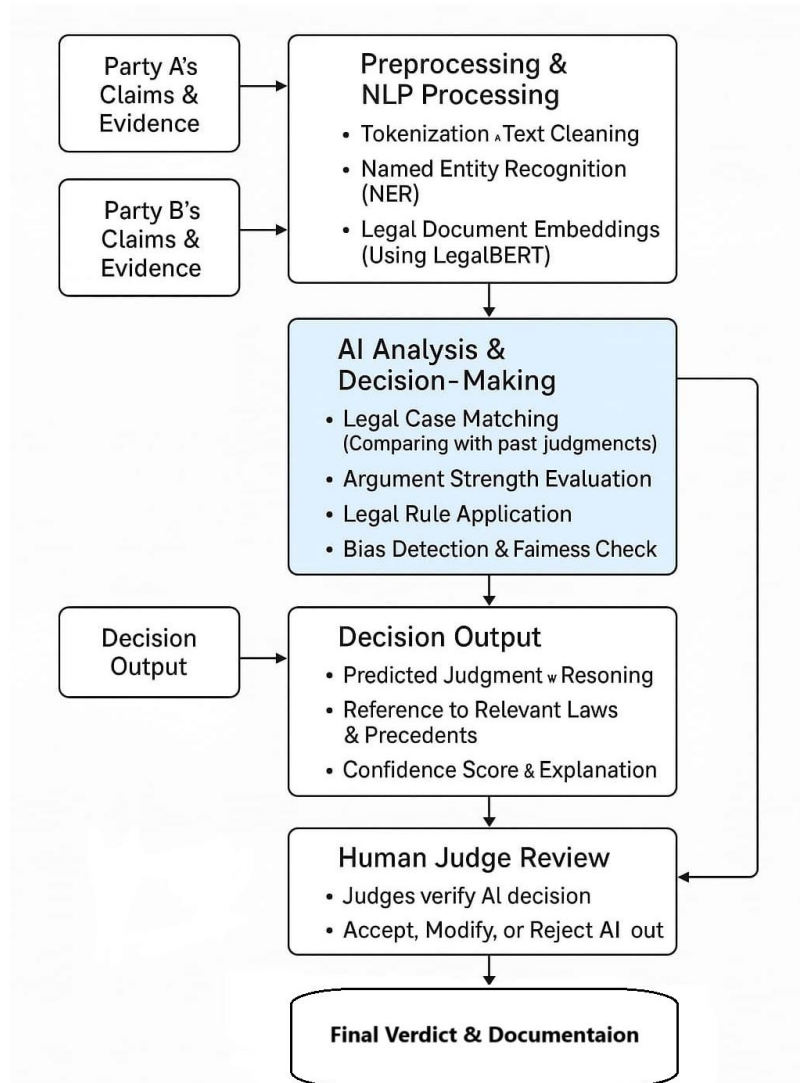 Party A's
Claims &
Evidence
Preprocessing &
NLP Processing
• Tokenization A Text Cleaning
• Named Entity Recognition
(NER)
• Legal Document Embeddings
(Using LegalBERT)
Party B's
Claims &
Evidence
AI Analysis &
Decision-Making
• Legal Case Matching
(Comparing with past judgmencts)
• Argument Strength Evaluation
• Legal Rule Application
• Bias Detection & Faimess Check
Decision
Output
Decision Output
• Predicted Judgment w Resoning
• Reference to Relevant Laws
& Precedents
• Confidence Score & Explanation
Human Judge Review
• Judges verify AI decision
• Accept, Modify, or Reject AI out
Final Verdict & Documentaion